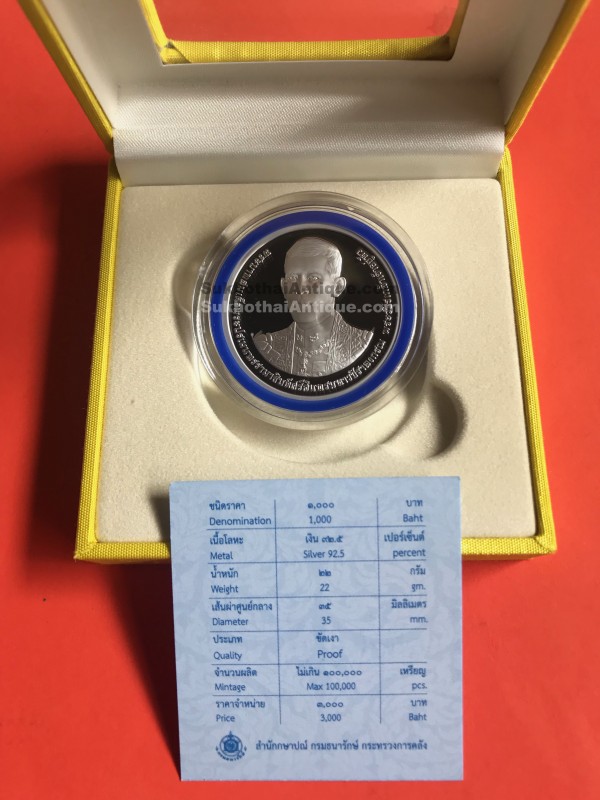 SukhothaiAntique.com
SukhothaiAntique.com
ชนิดราคา ๑,๐๐๐ บาท
Denomination 1,000 Baht
เนื้อโลหะ เงิน ๙๒.๕ เปอร์เซ็นต์
Metal Silver 92.5 percent
น้ำหนัก ๒๒ กรัม
Weight 22 gm.
เส้นผ่าศูนย์กลาง ๓๕ มิลลิเมตร
Diameter 35 mm.
ประเภท ขัดเงา
Quality Proof
จำนวนผลิต ไม่เกิน ๑๐๐,๐๐๐ เหรียญ
Mintage Max 100,000 pcs.
ราคาจำหน่าย ๓,๐๐๐ บาท
Price 3,000 Baht
สำนักกษาปณ์ กรมธนารักษ์ กระทรวงการคลัง